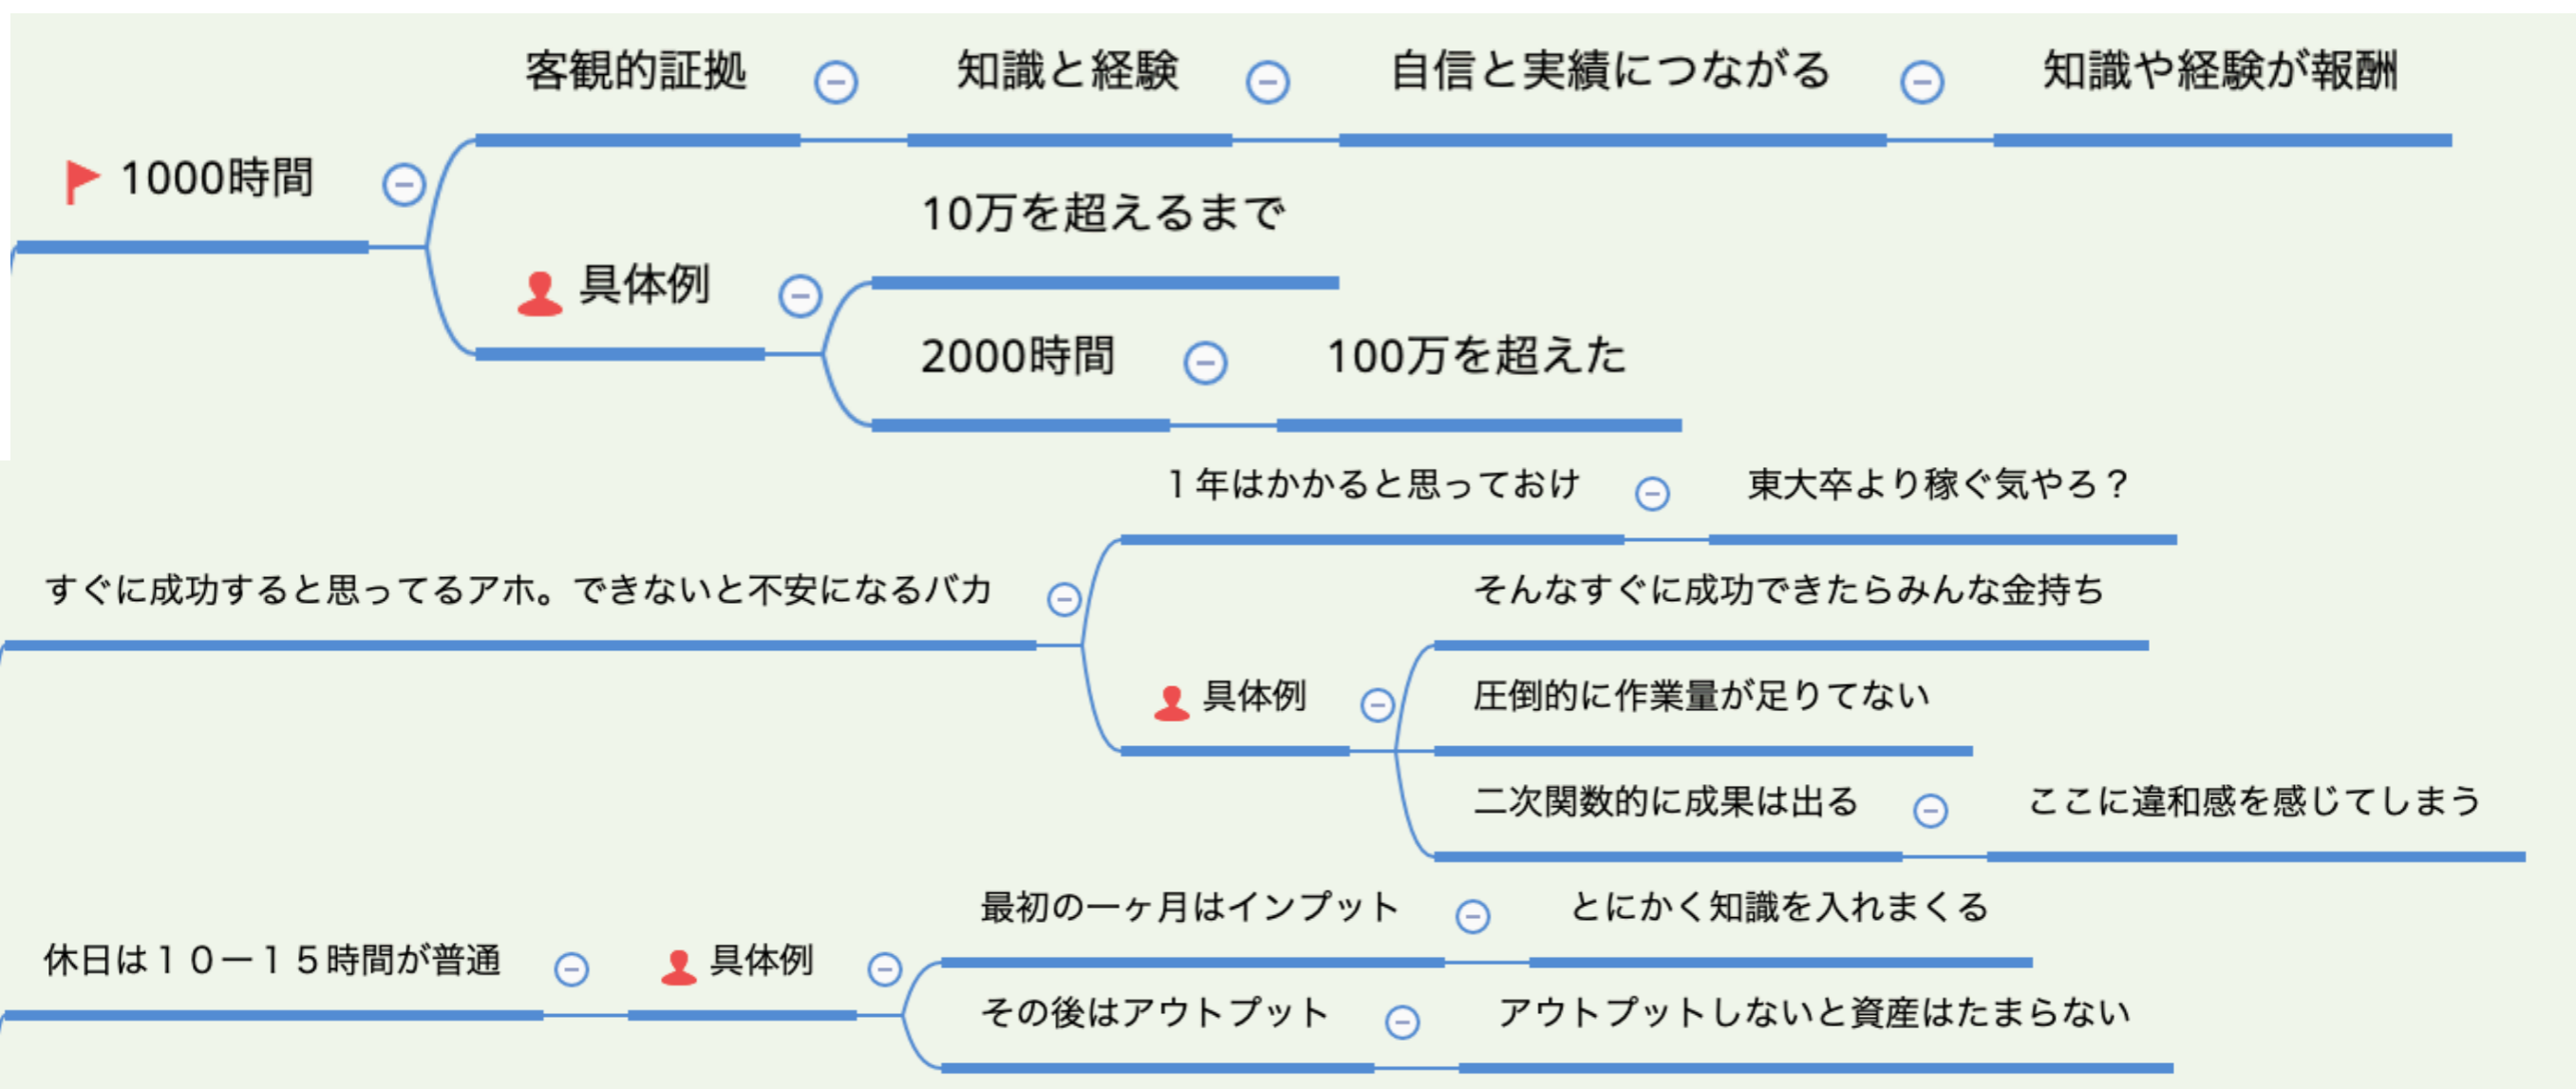 客観的証拠 知識と経験 自信と実績につながる 知識や経験が報酬
1000時間
10万を超えるまで
具体例
2000時間 100万を超えた
１年はかかると思っておけ 東大卒より稼ぐ気やろ？
すぐに成功すると思ってるアホ。できないと不安になるバカ
そんなすぐに成功できたらみんな金持ち
具体例
圧倒的に作業量が足りてない
二次関数的に成果は出る ここに違和感を感じてしまう
最初の一ヶ月はインプット とにかく知識を入れまくる
休日は１０ー１５時間が普通 具体例
その後はアウトプット アウトプットしないと資産はたまらない